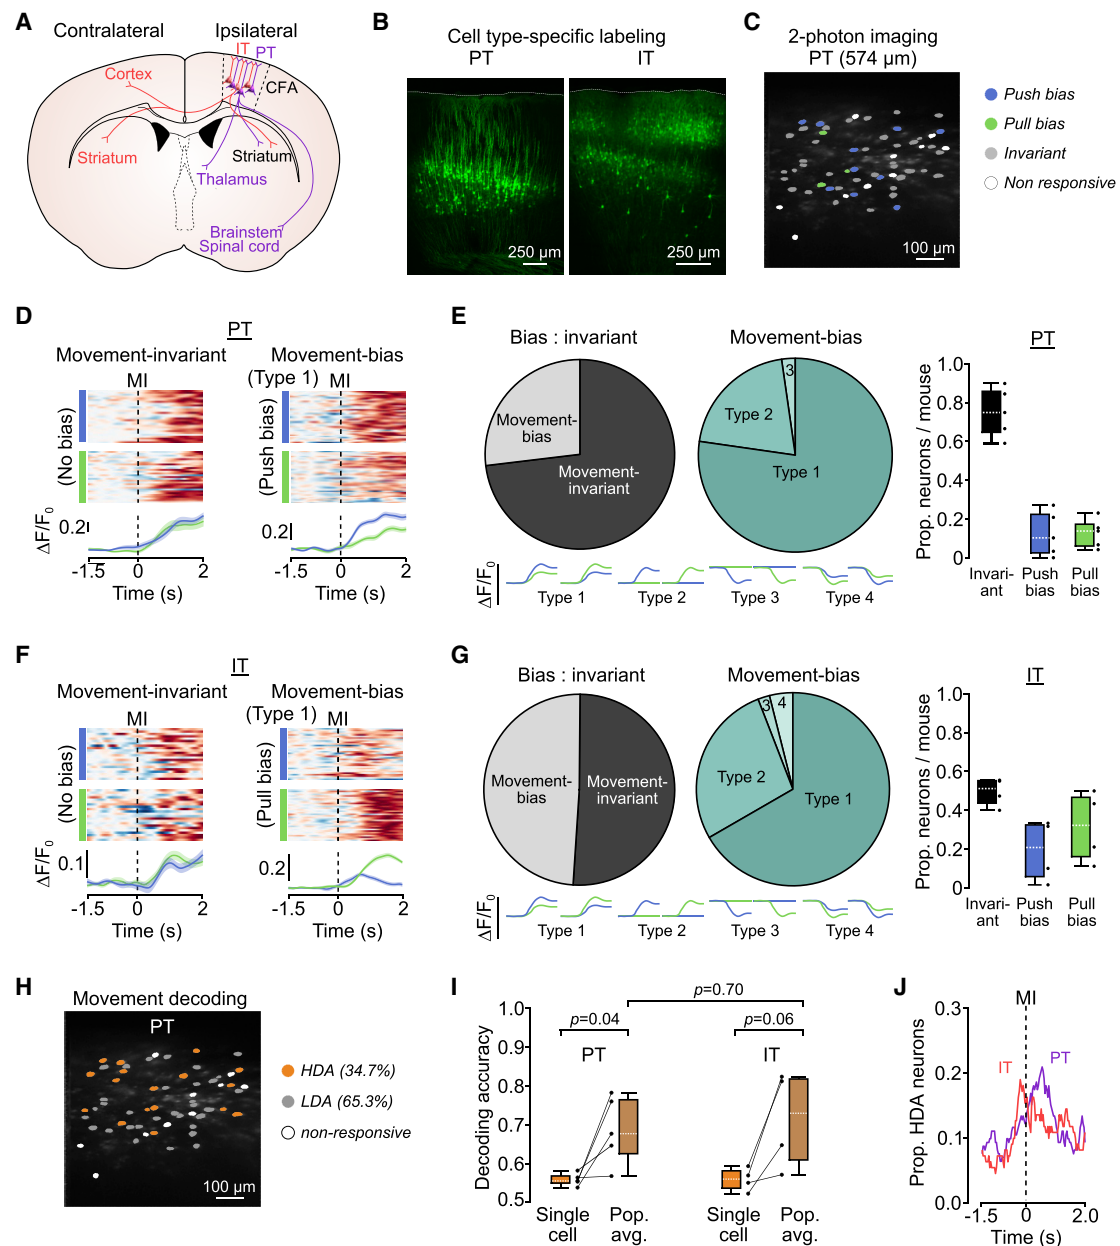 A
Contralateral
Ipsilateral
IT
PT
Cortex
CFA
Striatum
Striatum
Thalamus
Brainstem
Spinal cord
B
Cell type-specific labeling
PT
IT
250 µm
250 µm
C
2-photon imaging
PT (574 µm)
100 µm
Push bias
Pull bias
Invariant
Non responsive
D
PT
Movement-invariant
Movement-bias
(Type 1)
MI
MI
(No bias)
(Push bias)
ΔF/F0
0.2
0.2
-1.5 0 2
-1.5 0 2
Time (s)
Time (s)
E
Bias : invariant
Movement-bias
Movement-
bias
Movement-
invariant
3
Type 2
Type 1
ΔF/F0
Type 1
Type 2
Type 3
Type 4
PT
Prop. neurons / mouse
1.0
0.8
0.6
0.4
0.2
0
Invari-
ant
Push
bias
Pull
bias
F
IT
Movement-invariant
Movement-bias
(Type 1)
MI
MI
(No bias)
(Pull bias)
ΔF/F0
0.1
0.2
-1.5 0 2
-1.5 0 2
Time (s)
Time (s)
G
Bias : invariant
Movement-bias
Movement-
bias
Movement-
invariant
3
4
Type 2
Type 1
ΔF/F0
Type 1
Type 2
Type 3
Type 4
IT
Prop. neurons / mouse
1.0
0.8
0.6
0.4
0.2
0
Invari-
ant
Push
bias
Pull
bias
H
Movement decoding
PT
100 µm
HDA (34.7%)
LDA (65.3%)
non-responsive
I
Decoding accuracy
1.0
0.9
0.8
0.7
0.6
0.5
p=0.70
p=0.04
p=0.06
PT
IT
Single
cell
Pop.
avg.
Single
cell
Pop.
avg.
J
MI
Prop. HDA neurons
0.3
0.2
0.1
0.0
IT
PT
-1.5 0 2.0
Time (s)